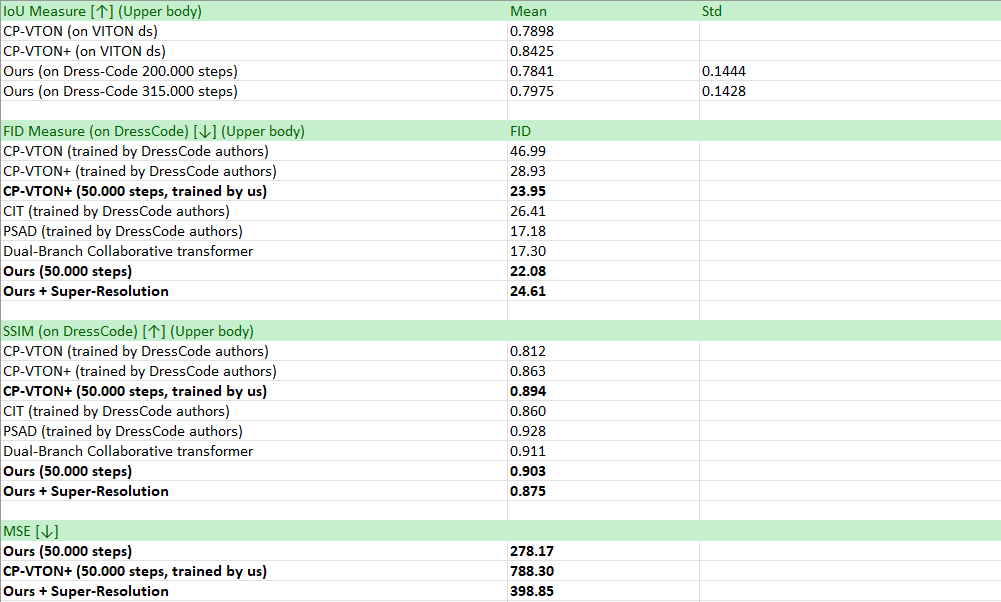 IoU Measure [↑] (Upper body) Mean Std
CP-VTON (on VITON ds) 0.7898
CP-VTON+ (on VITON ds) 0.8425
Ours (on Dress-Code 200.000 steps) 0.7841 0.1444
Ours (on Dress-Code 315.000 steps) 0.7975 0.1428
FID Measure (on DressCode) [↓] (Upper body) FID
CP-VTON (trained by DressCode authors) 46.99
CP-VTON+ (trained by DressCode authors) 28.93
CP-VTON+ (50.000 steps, trained by us) 23.95
CIT (trained by DressCode authors) 26.41
PSAD (trained by DressCode authors) 17.18
Dual-Branch Collaborative transformer 17.30
Ours (50.000 steps) 22.08
Ours + Super-Resolution 24.61
SSIM (on DressCode) [↑] (Upper body)
CP-VTON (trained by DressCode authors) 0.812
CP-VTON+ (trained by DressCode authors) 0.863
CP-VTON+ (50.000 steps, trained by us) 0.894
CIT (trained by DressCode authors) 0.860
PSAD (trained by DressCode authors) 0.928
Dual-Branch Collaborative transformer 0.911
Ours (50.000 steps) 0.903
Ours + Super-Resolution 0.875
MSE [↓]
Ours (50.000 steps) 278.17
CP-VTON+ (50.000 steps, trained by us) 788.30
Ours + Super-Resolution 398.85